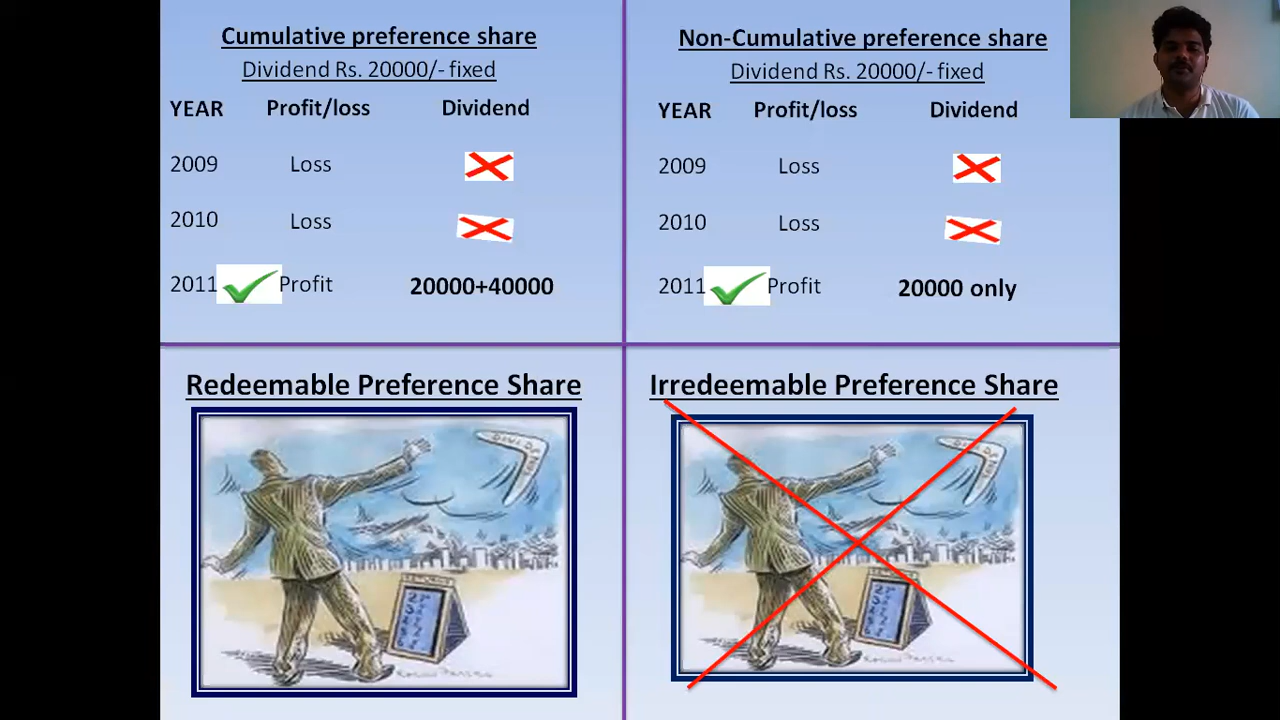 Cumulative preference share
Dividend Rs. 20000/- fixed
YEAR Profit/loss Dividend
2009 Loss
2010 Loss
2011 Profit 20000+40000
Non-Cumulative preference share
Dividend Rs. 20000/- fixed
YEAR Profit/loss Dividend
2009 Loss
2010 Loss
2011 Profit 20000 only
Redeemable Preference Share
Irredeemable Preference Share